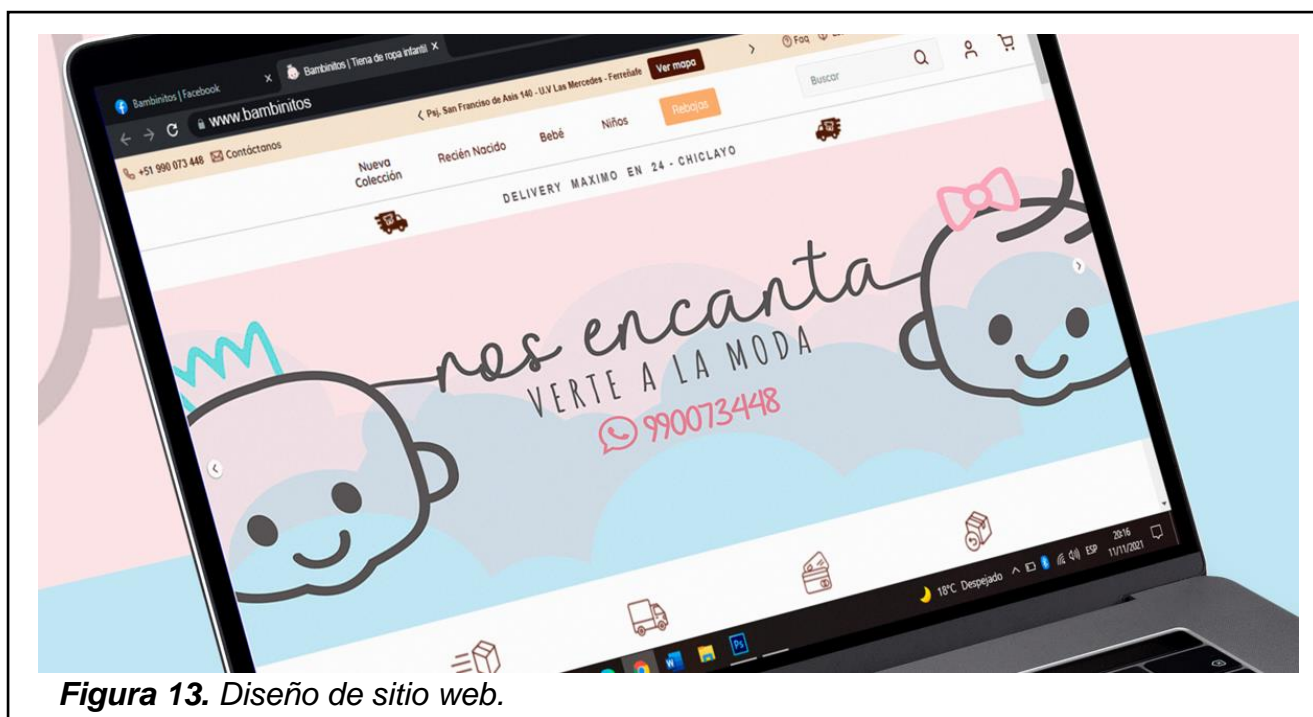 Bambinitos | Facebook
Bambinitos | Tiena de ropa infantil
www.bambinitos
+51 990 073 448 Contáctanos
Psj. San Franciso de Asis 140 - U.V Las Mercedes - Ferreñafe
Ver mapa
Faq
Nueva
Colección
Recién Nacido
Bebé
Niños
Rebajas
Buscar
DELIVERY MAXIMO EN 24 - CHICLAYO
nos encanta
VERTE A LA MODA
990073448
W
Ps
18°C Despejado
ESP
20:16
11/11/2021
Figura 13. Diseño de sitio web.